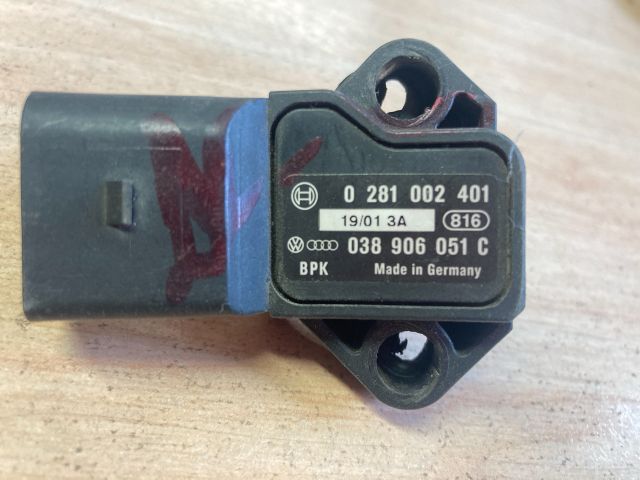 0 281 002 401
19/01 3A 816
038 906 051 C
BPK Made in Germany